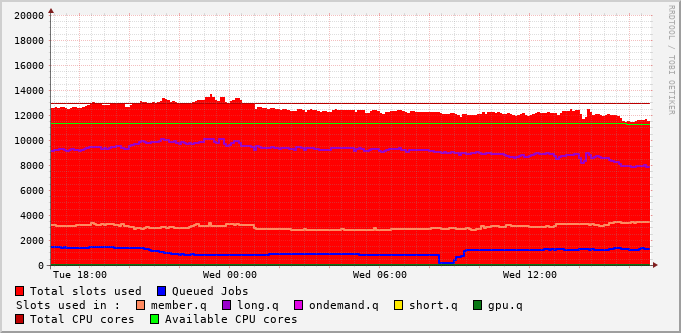 20000
18000
16000
14000
12000
10000
8000
6000
4000
2000
0
Tue 18:00 Wed 00:00 Wed 06:00 Wed 12:00
Total slots used Queued Jobs
Slots used in : member.q long.q ondemand.q short.q gpu.q
Total CPU cores Available CPU cores
RRDTOOL / TOBI OETIKER